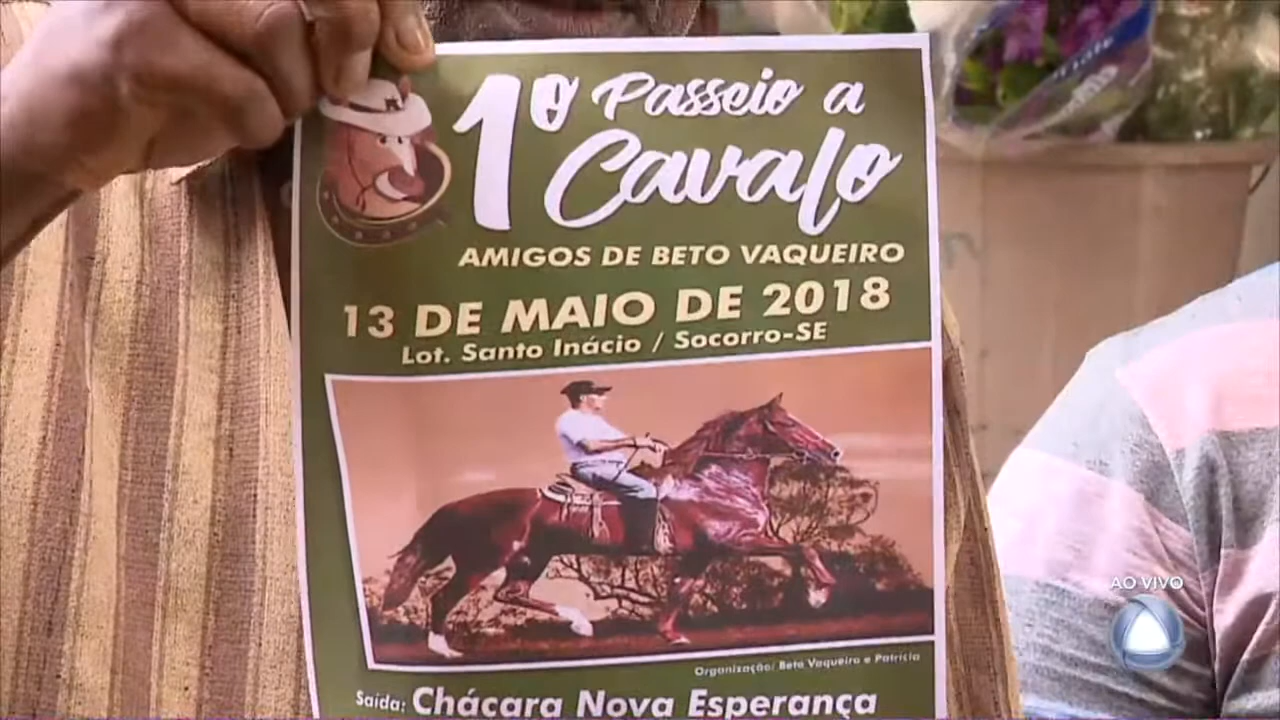 1º Passeio a
Cavalo
AMIGOS DE BETO VAQUEIRO
13 DE MAIO DE 2018
Lot. Santo Inácio / Socorro-SE
Organização/ Beto Vaqueiro e Patrícia
Saída: Chácara Nova Esperança
AO VIVO